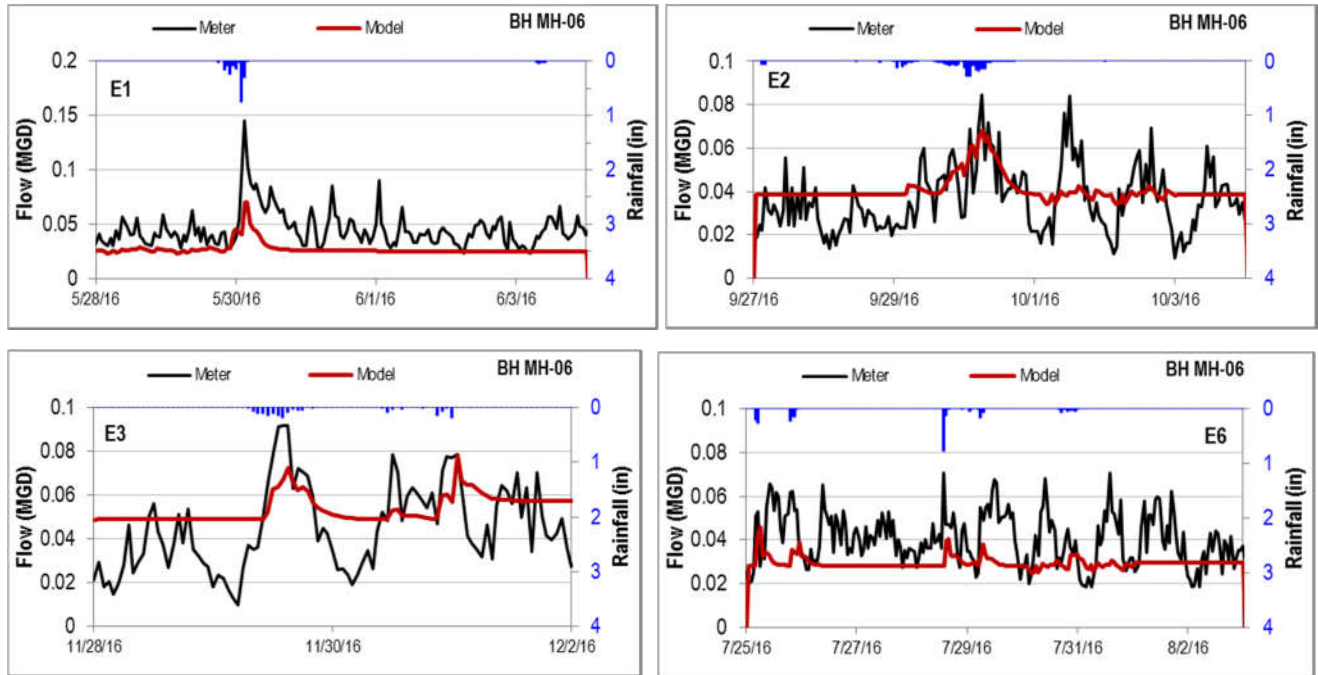 Meter Model BH MH-06
E1
Flow (MGD)
0.2
0.15
0.1
0.05
0
Rainfall (in)
0
1
2
3
4
5/28/16 5/30/16 6/1/16 6/3/16
Meter Model BH MH-06
E2
Flow (MGD)
0.1
0.08
0.06
0.04
0.02
0
Rainfall (in)
0
1
2
3
4
9/27/16 9/29/16 10/1/16 10/3/16
Meter Model BH MH-06
E3
Flow (MGD)
0.1
0.08
0.06
0.04
0.02
0
Rainfall (in)
0
1
2
3
4
11/28/16 11/30/16 12/2/16
Meter Model BH MH-06
E6
Flow (MGD)
0.1
0.08
0.06
0.04
0.02
0
Rainfall (in)
0
1
2
3
4
7/25/16 7/27/16 7/29/16 7/31/16 8/2/16